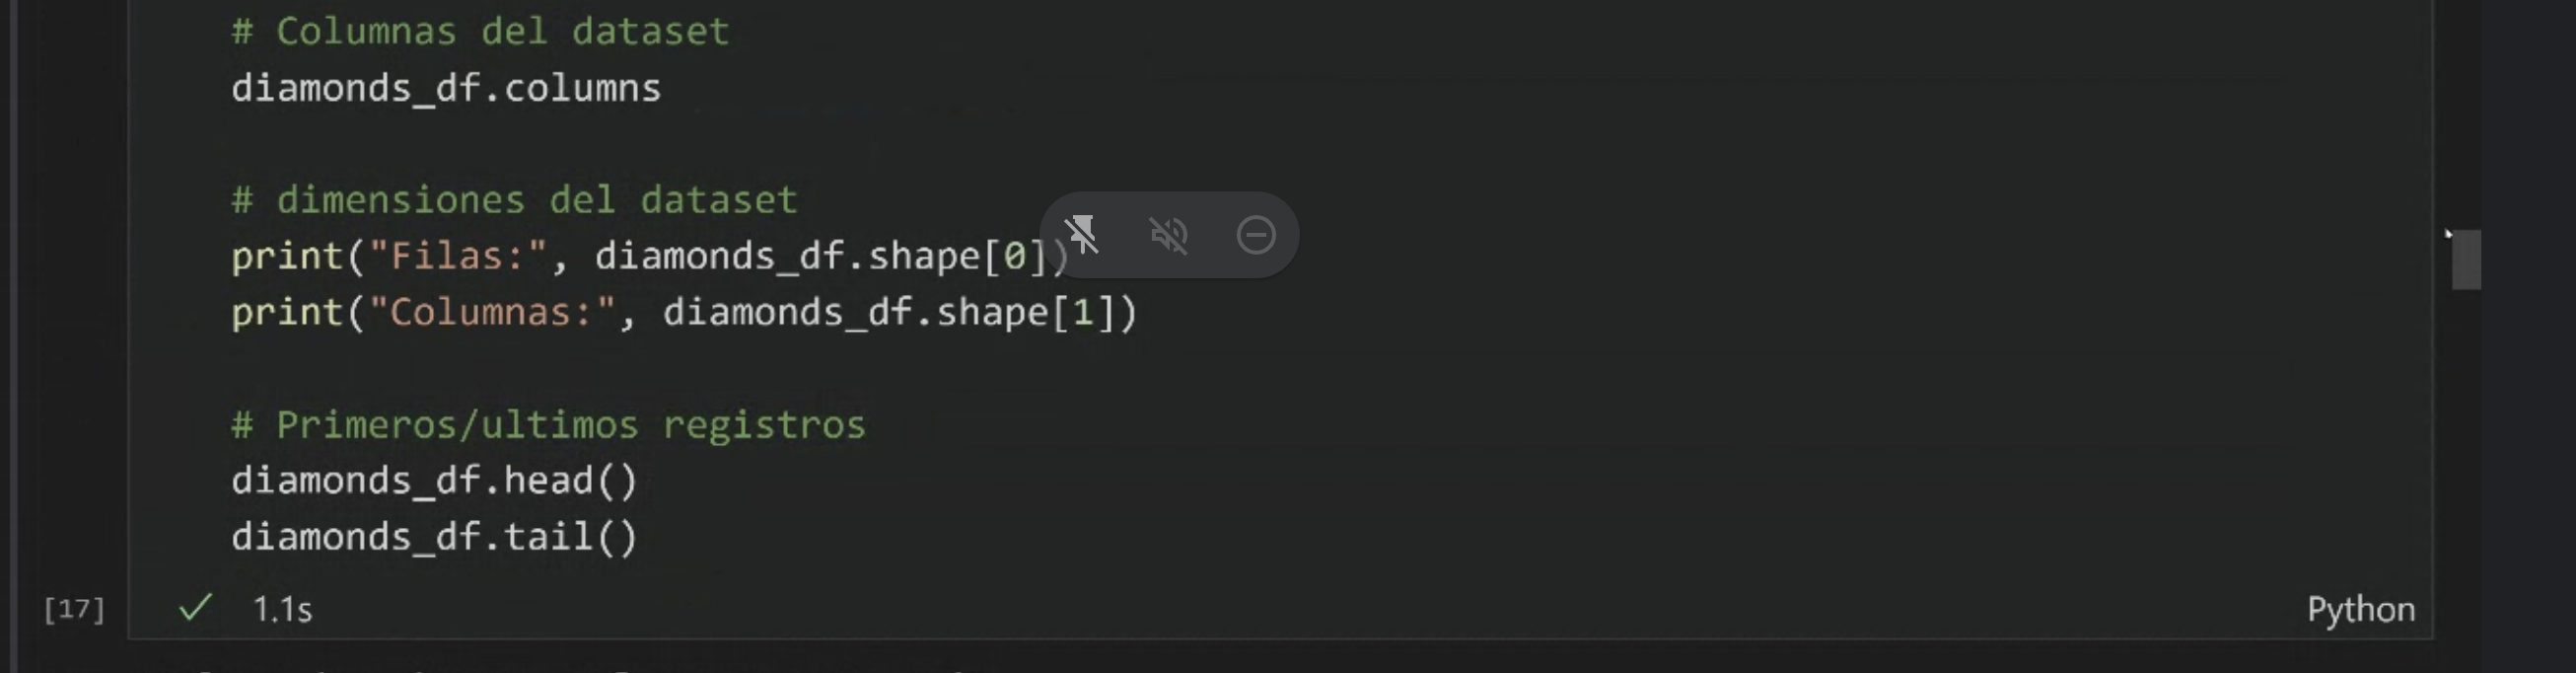 # Columnas del dataset
diamonds_df.columns
# dimensiones del dataset
print("Filas:", diamonds_df.shape[0])
print("Columnas:", diamonds_df.shape[1])
# Primeros/ultimos registros
diamonds_df.head()
diamonds_df.tail()
[17] 1.1s Python